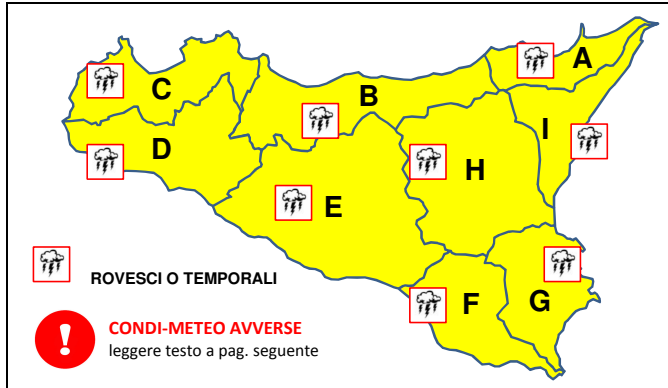 A
C
B
I
D
H
E
F
G
ROVESCI O TEMPORALI
!
CONDI-METEO AVVERSE
leggere testo a pag. seguente